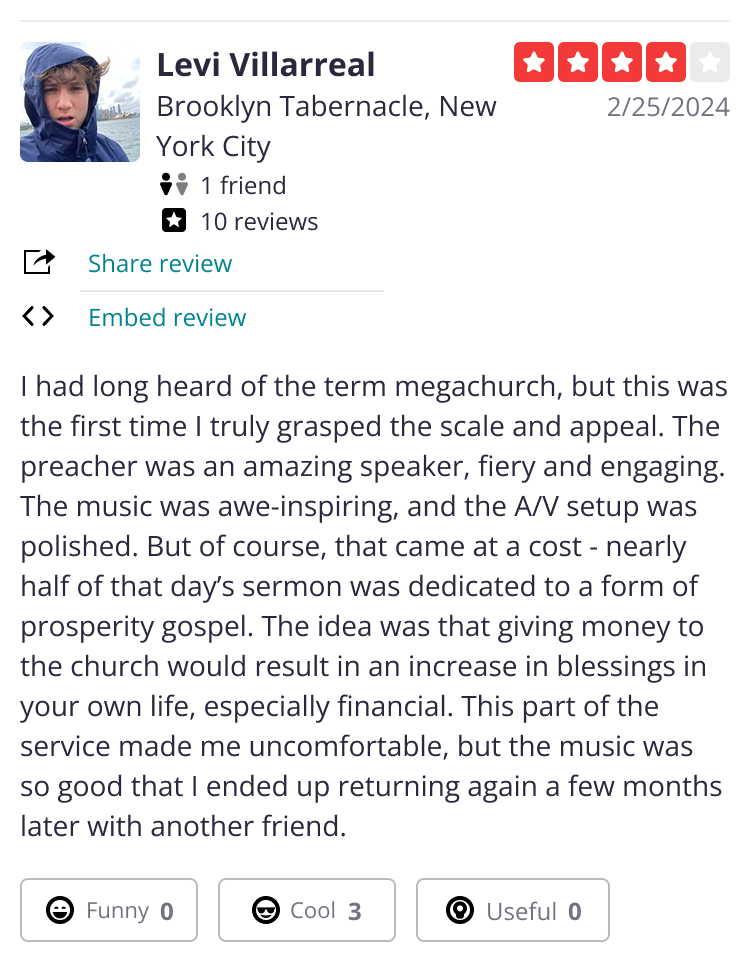 Levi Villarreal
Brooklyn Tabernacle, New
York City
2/25/2024
1 friend
10 reviews
Share review
Embed review
I had long heard of the term megachurch, but this was
the first time I truly grasped the scale and appeal. The
preacher was an amazing speaker, fiery and engaging.
The music was awe-inspiring, and the A/V setup was
polished. But of course, that came at a cost - nearly
half of that day’s sermon was dedicated to a form of
prosperity gospel. The idea was that giving money to
the church would result in an increase in blessings in
your own life, especially financial. This part of the
service made me uncomfortable, but the music was
so good that I ended up returning again a few months
later with another friend.
Funny 0
Cool 3
Useful 0